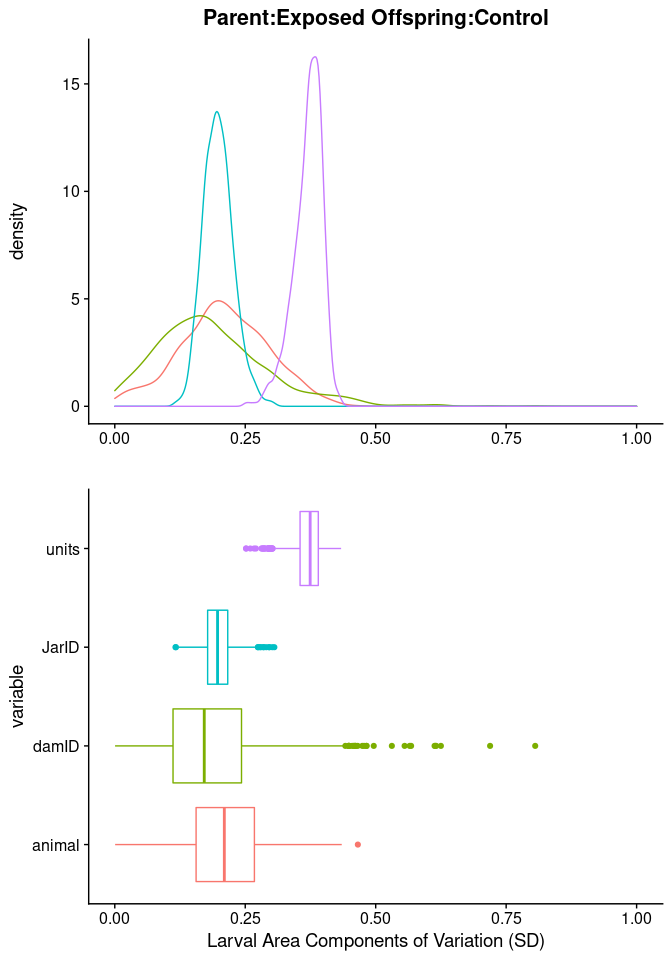 Parent:Exposed Offspring:Control
15
10
5
0
density
0.00 0.25 0.50 0.75 1.00
units
JarID
damID
animal
variable
0.00 0.25 0.50 0.75 1.00
Larval Area Components of Variation (SD)